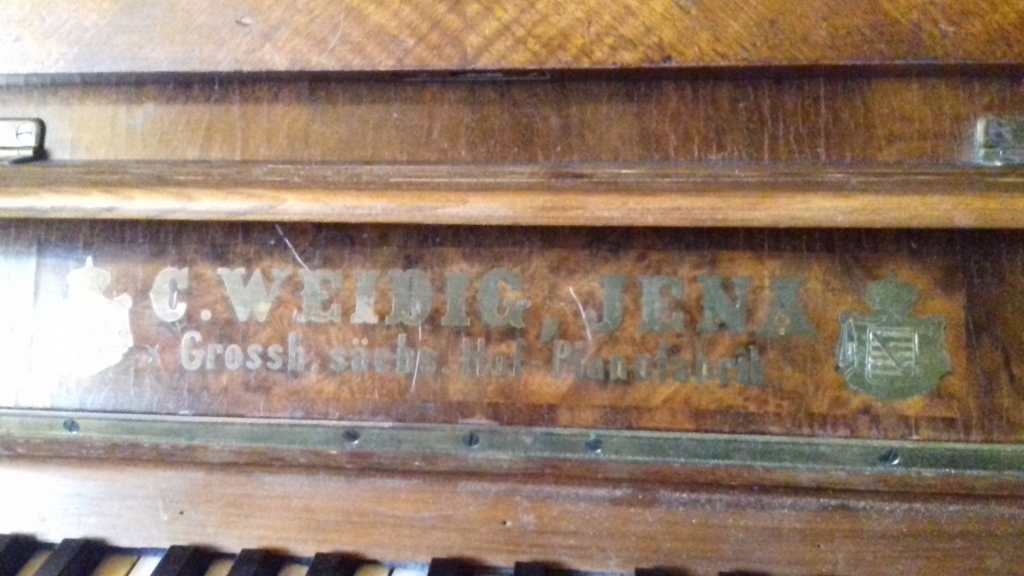 C. WEIDIG, JENA
Grossh. sächs. Hof-Pianofabrik